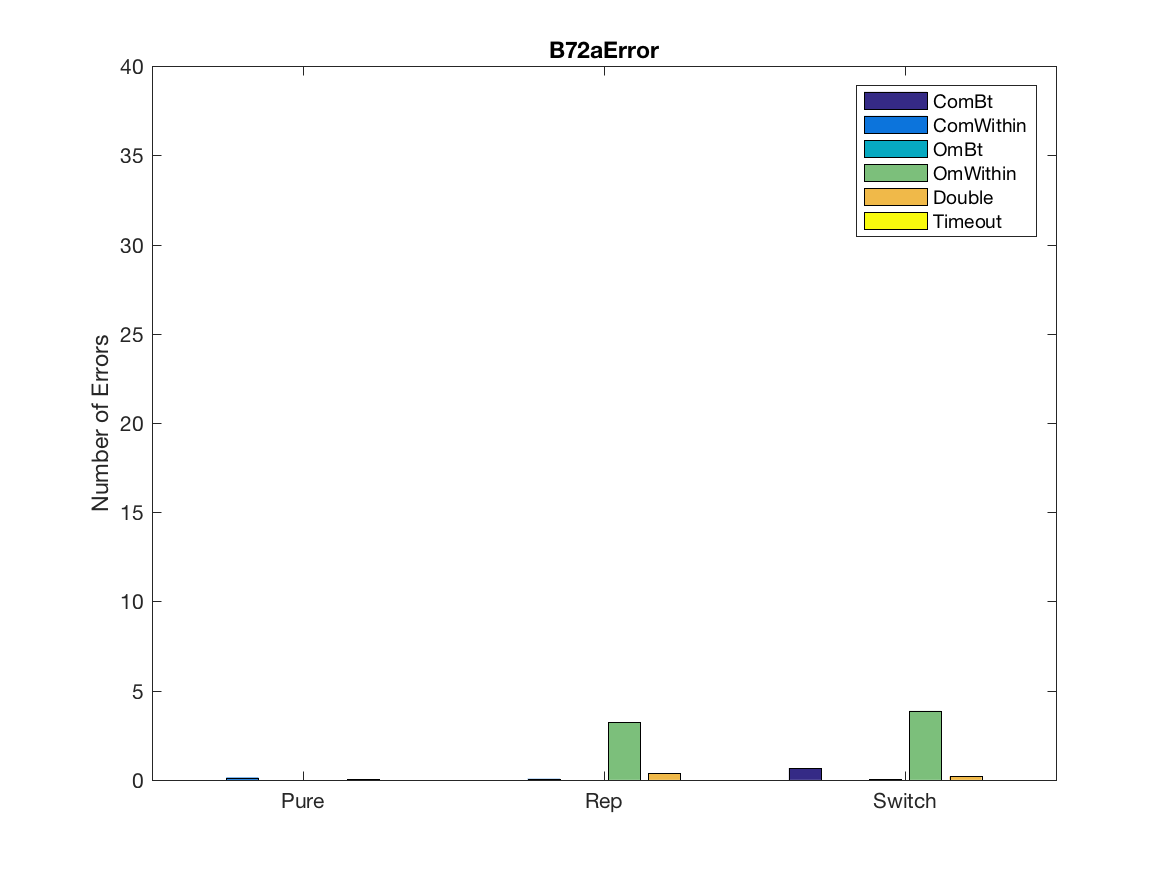 B72aError
40
35
30
25
20
15
10
5
0
Number of Errors
Pure
Rep
Switch
ComBt
ComWithin
OmBt
OmWithin
Double
Timeout